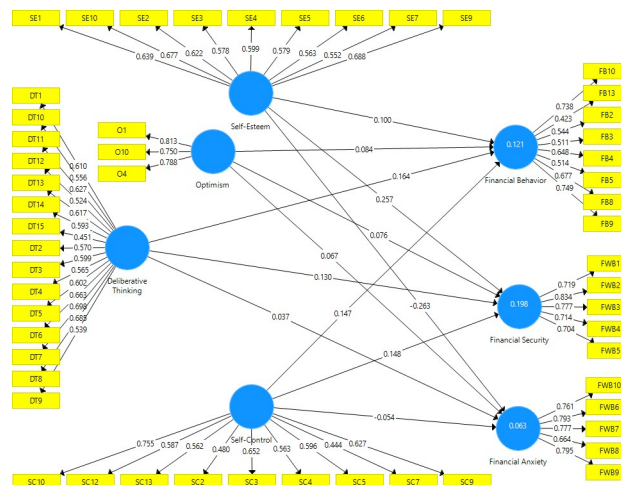 SE1 SE10 SE2 SE3 SE4 SE5 SE6 SE7 SE9
0.639 0.677 0.622 0.578 0.599 0.579 0.563 0.552 0.688
Self-Esteem
O1
O10
O4
0.813
0.750
0.788
Optimism
DT1
DT10
DT11
DT12
DT13
DT14
DT15
DT2
DT3
DT4
DT5
DT6
DT7
DT8
DT9
0.610
0.556
0.627
0.524
0.617
0.593
0.451
0.570
0.599
0.565
0.602
0.663
0.698
0.685
0.539
Deliberative
Thinking
0.100
0.084
0.164
0.257
0.076
0.067
0.130
-0.263
0.037
0.147
0.148
-0.054
FB10
FB13
FB2
FB3
FB4
FB5
FB8
FB9
0.738
0.423
0.544
0.511
0.648
0.514
0.677
0.749
0.121
Financial Behavior
FWB1
FWB2
FWB3
FWB4
FWB5
0.719
0.834
0.777
0.714
0.704
0.198
Financial Security
FWB10
FWB6
FWB7
FWB8
FWB9
0.761
0.793
0.777
0.664
0.795
0.063
Financial Anxiety
Self-Control
0.755 0.587 0.562 0.480 0.652 0.563 0.596 0.444 0.627
SC10 SC12 SC13 SC2 SC3 SC4 SC5 SC7 SC9